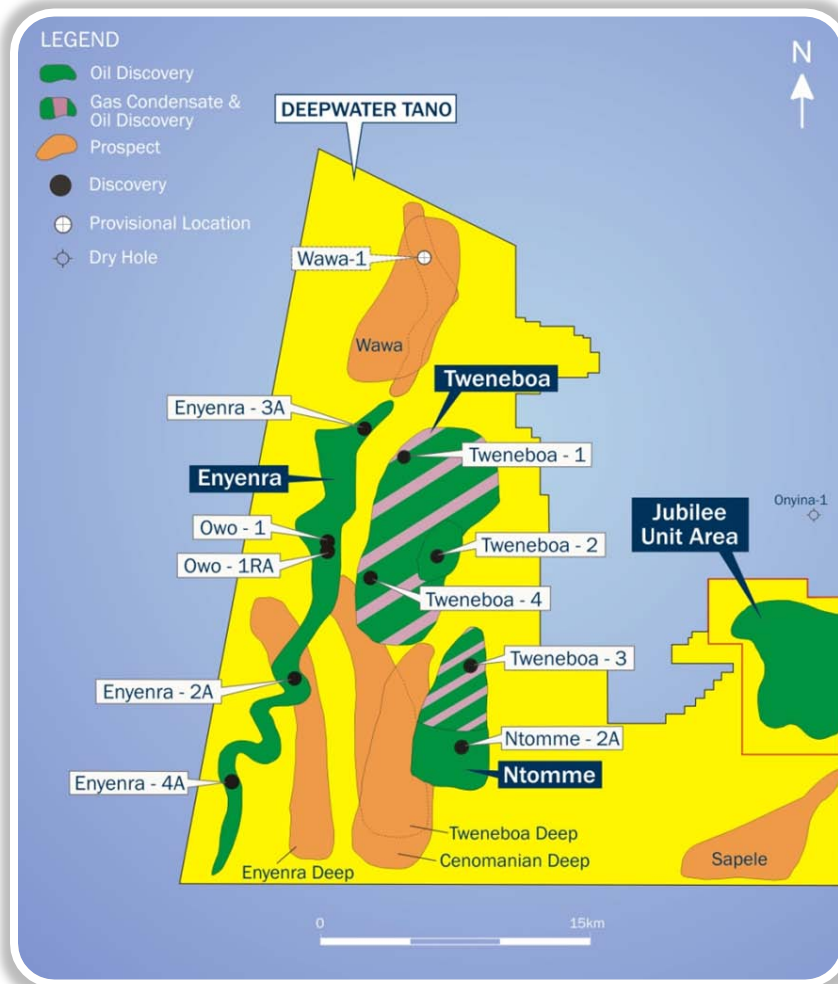 LEGEND
Oil Discovery
Gas Condensate &
Oil Discovery
Prospect
Discovery
Provisional Location
Dry Hole
N
DEEPWATER TANO
Wawa-1
Wawa
Tweneboa
Enyenra - 3A
Tweneboa - 1
Enyenra
Onyina-1
Jubilee
Unit Area
Owo - 1
Owo - 1RA
Tweneboa - 2
Tweneboa - 4
Tweneboa - 3
Enyenra - 2A
Ntomme - 2A
Enyenra - 4A
Ntomme
Tweneboa Deep
Cenomanian Deep
Enyenra Deep
Sapele
0
15km